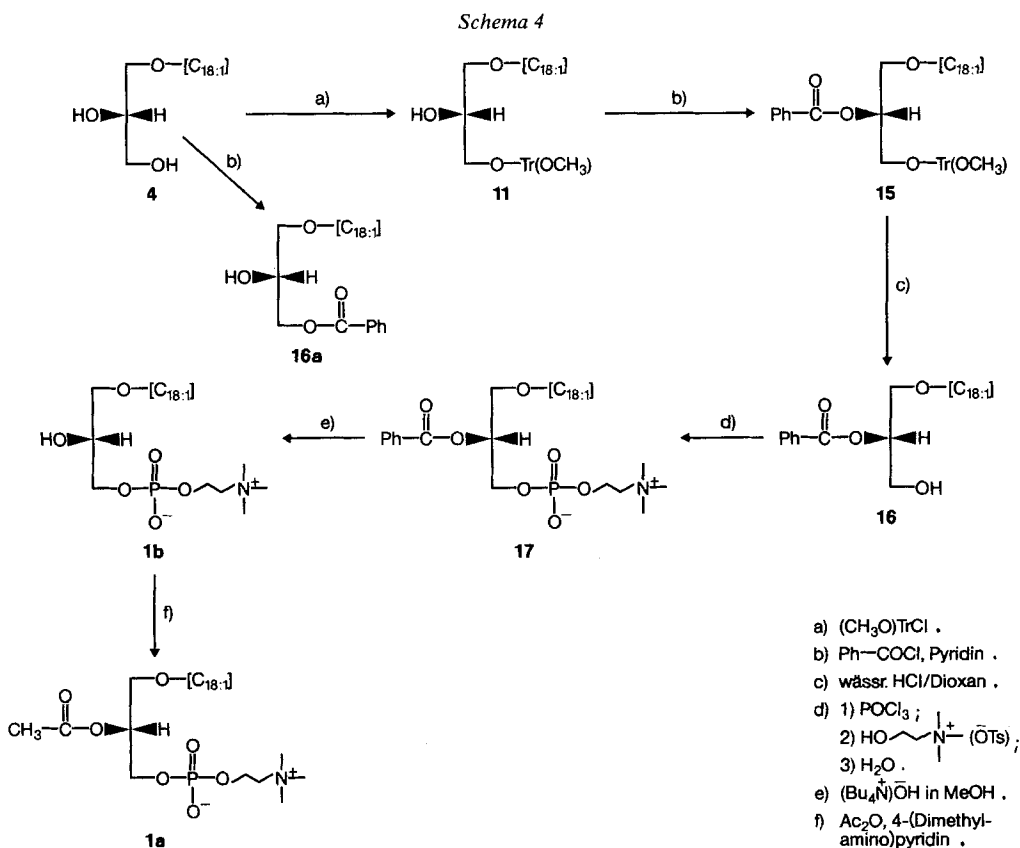 Schema 4
O—[C18:1]
HO H
OH
4
a)
O—[C18:1]
HO H
O—Tr(OCH3)
11
b)
O
Ph—C—O H
O—[C18:1]
O—Tr(OCH3)
15
b)
O—[C18:1]
HO H
O
O—C—Ph
16a
c)
O—[C18:1]
HO H
O
O—P—O N+
O−
1b
e)
O
Ph—C—O H
O—[C18:1]
O
O—P—O N+
O−
17
d)
O
Ph—C—O H
O—[C18:1]
OH
16
f)
O
CH3—C—O H
O—[C18:1]
O
O—P—O N+
O−
1a
a) (CH3O)TrCl .
b) Ph—COCl, Pyridin .
c) wässr. HCl/Dioxan .
d) 1) POCl3 ;
2) HO N+ (ŌTs) ;
3) H2O .
e) (Bu4N+)ŌH in MeOH .
f) Ac2O, 4-(Dimethyl-
amino)pyridin .